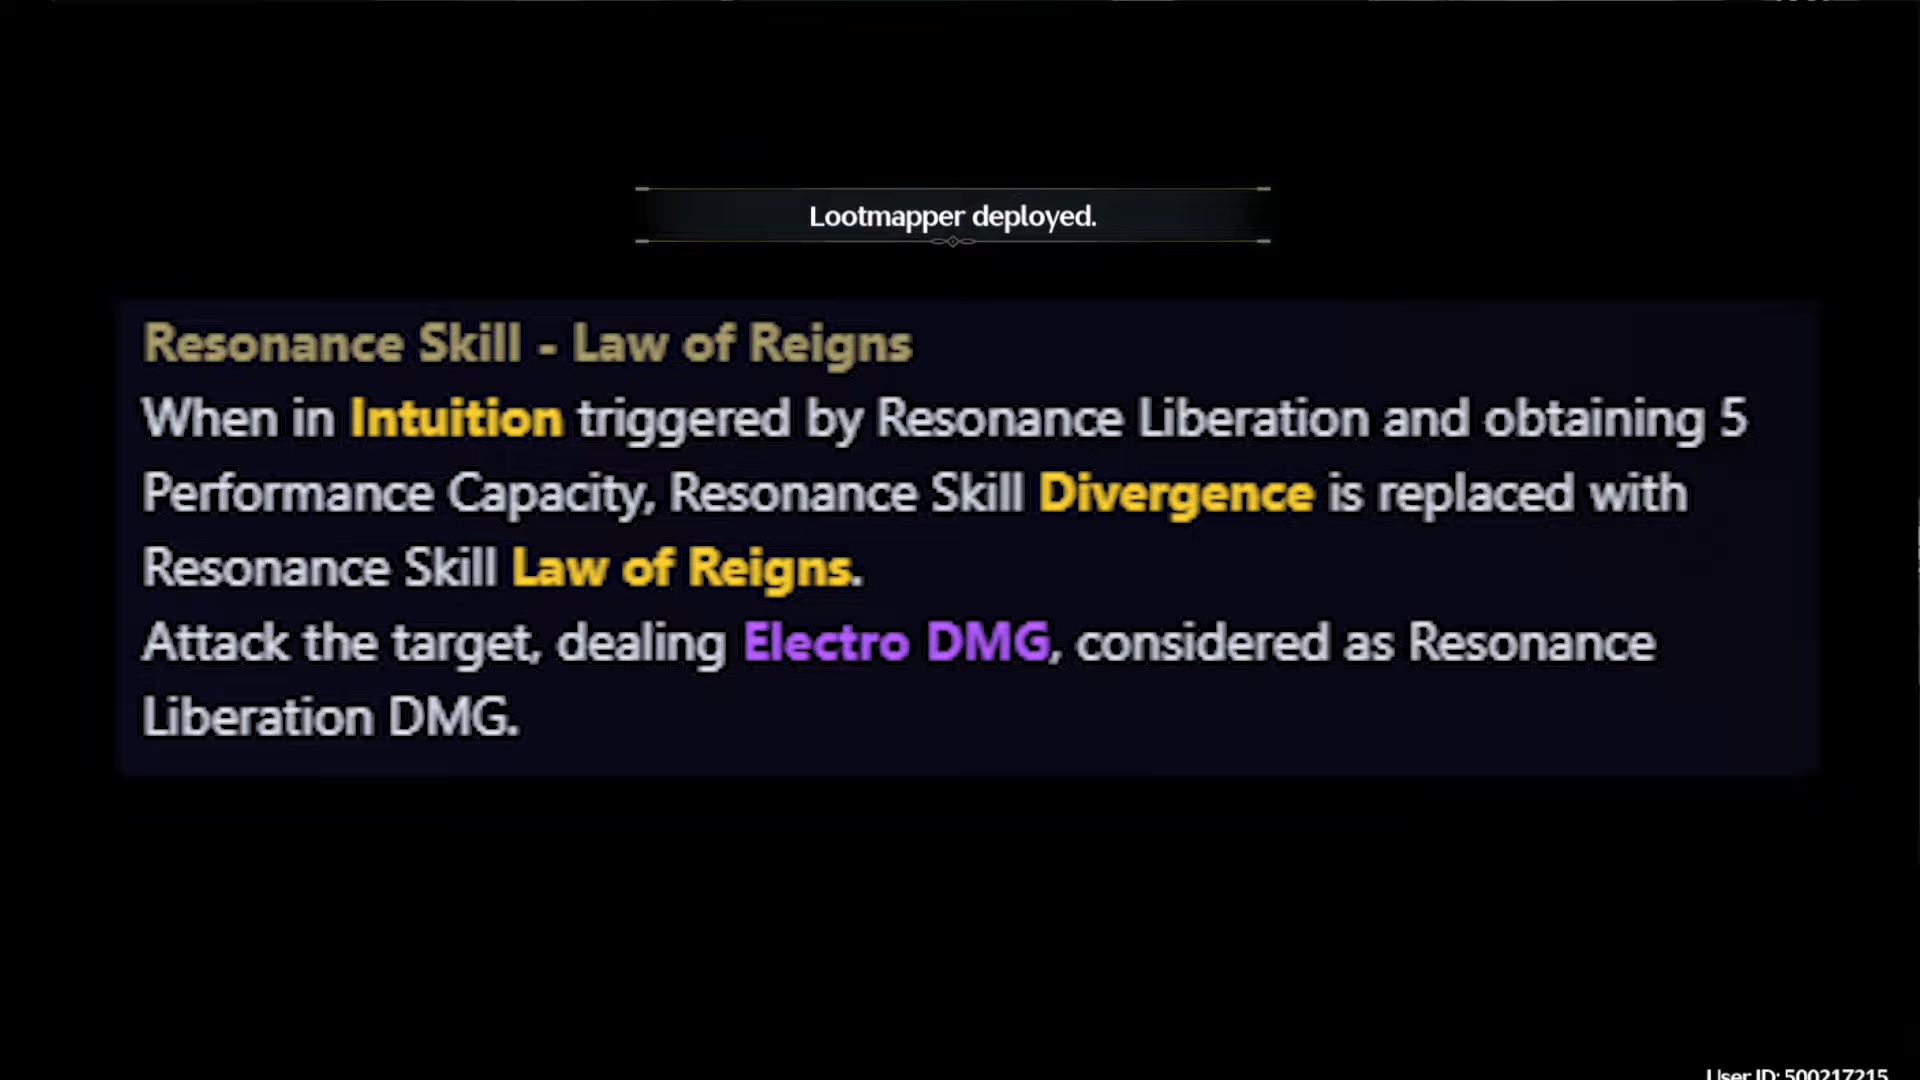 Lootmapper deployed.
Resonance Skill - Law of Reigns
When in Intuition triggered by Resonance Liberation and obtaining 5
Performance Capacity, Resonance Skill Divergence is replaced with
Resonance Skill Law of Reigns.
Attack the target, dealing Electro DMG, considered as Resonance
Liberation DMG.
User ID: 500217215